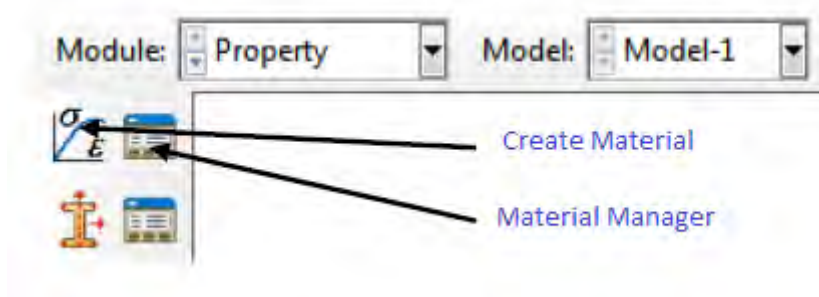 Module: Property Model: Model-1
σ
ε
Create Material
Material Manager